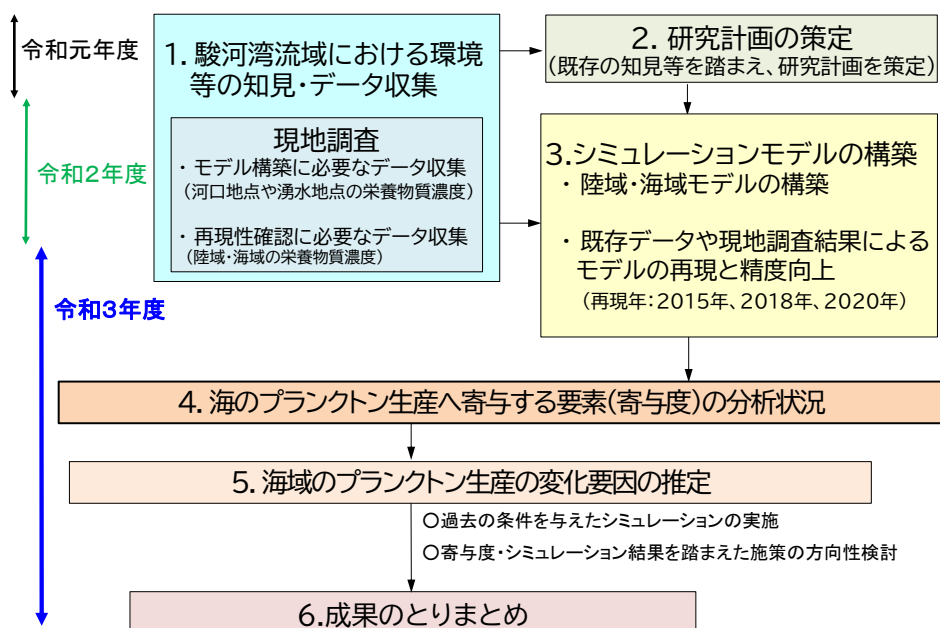 令和元年度
令和2年度
令和3年度
1. 駿河湾流域における環境
等の知見・データ収集
現地調査
・ モデル構築に必要なデータ収集
(河口地点や湧水地点の栄養物質濃度)
・ 再現性確認に必要なデータ収集
(陸域・海域の栄養物質濃度)
2. 研究計画の策定
(既存の知見等を踏まえ、研究計画を策定)
3.シミュレーションモデルの構築
・ 陸域・海域モデルの構築
・ 既存データや現地調査結果による
モデルの再現と精度向上
(再現年:2015年、2018年、2020年)
4. 海のプランクトン生産へ寄与する要素(寄与度)の分析状況
5. 海域のプランクトン生産の変化要因の推定
○過去の条件を与えたシミュレーションの実施
○寄与度・シミュレーション結果を踏まえた施策の方向性検討
6.成果のとりまとめ